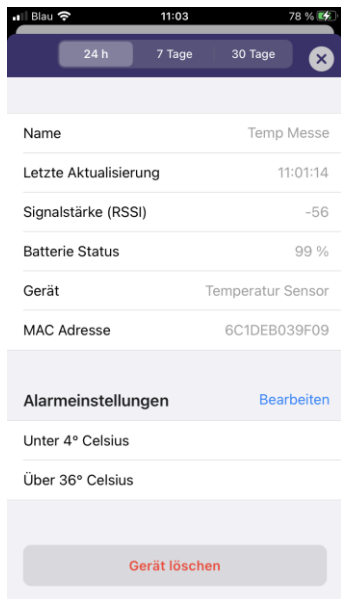 Blau 11:03 78 %
24 h 7 Tage 30 Tage
Name Temp Messe
Letzte Aktualisierung 11:01:14
Signalstärke (RSSI) -56
Batterie Status 99 %
Gerät Temperatur Sensor
MAC Adresse 6C1DEB039F09
Alarmeinstellungen Bearbeiten
Unter 4° Celsius
Über 36° Celsius
Gerät löschen